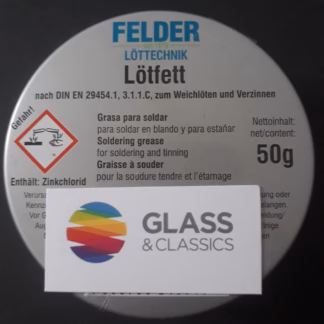 FELDER
LÖTTECHNIK
Lötfett
nach DIN EN 29454.1, 3.1.1.C, zum Weichlöten und Verzinnen
Gefahr!
Grasa para soldar
para soldar en blando y para estañar
Soldering grease
for soldering and tinning
Graisse à souder
pour la soudure tendre et l'étamage
Nettoinhalt:
net/content:
50g
Enthält: Zinkchlorid
GLASS
& CLASSICS